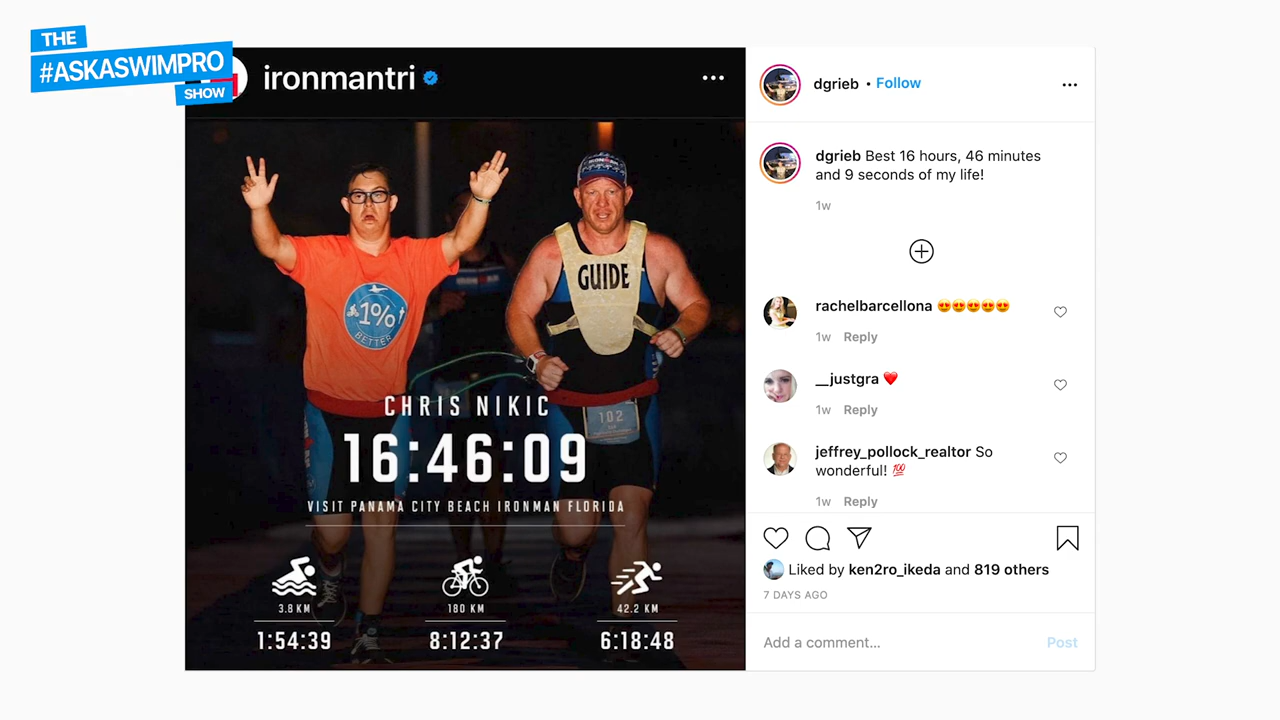 THE
#ASKASWIMPRO
SHOW
ironmantri
GUIDE
1%
BETTER
102
CHRIS NIKIC
16:46:09
VISIT PANAMA CITY BEACH IRONMAN FLORIDA
3.8 KM
180 KM
42.2 KM
1:54:39
8:12:37
6:18:48
dgrieb • Follow
dgrieb Best 16 hours, 46 minutes
and 9 seconds of my life!
1w
rachelbarcellona 😍😍😍😍😍
1w Reply
__justgra ❤️
1w Reply
jeffrey_pollock_realtor So
wonderful! 💯
1w Reply
Liked by ken2ro_ikeda and 819 others
7 DAYS AGO
Add a comment... Post